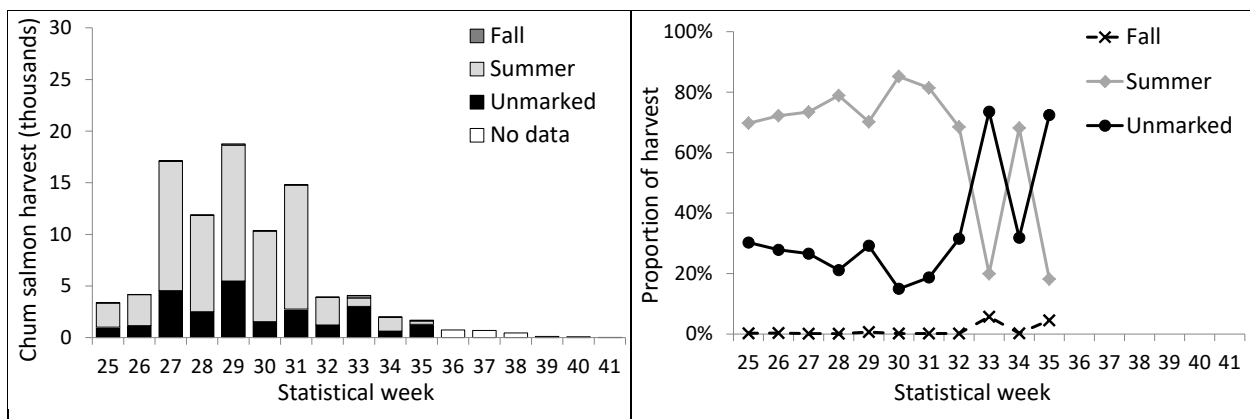 Chum salmon harvest (thousands)
30
25
20
15
10
5
0
Fall
Summer
Unmarked
No data
25 26 27 28 29 30 31 32 33 34 35 36 37 38 39 40 41
Statistical week
Proportion of harvest
100%
80%
60%
40%
20%
0%
Fall
Summer
Unmarked
25 26 27 28 29 30 31 32 33 34 35 36 37 38 39 40 41
Statistical week